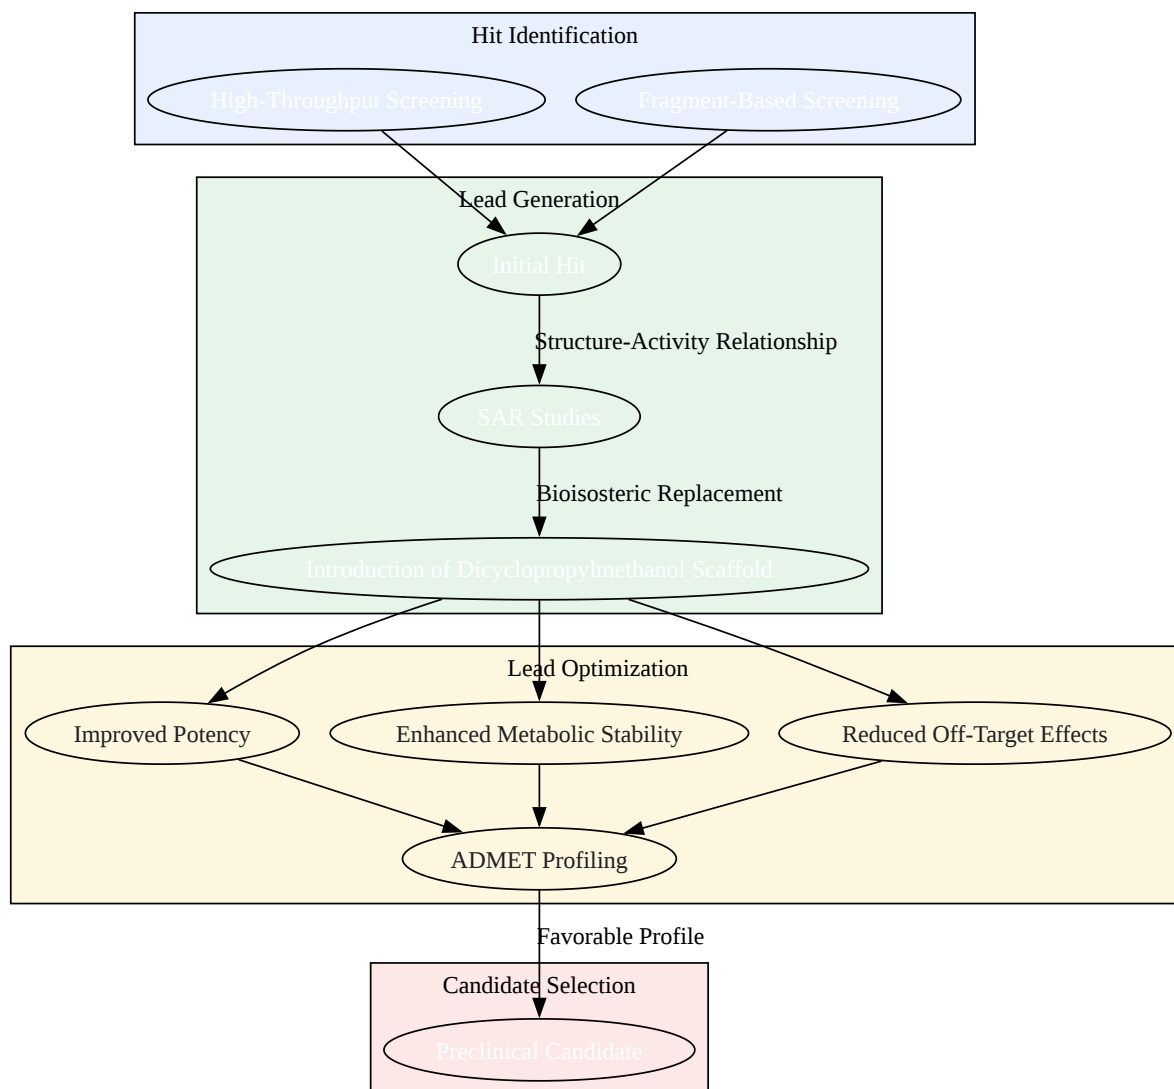 Hit Identification
High-Throughput Screening
Fragment-Based Screening
Lead Generation
Initial Hit
Structure-Activity Relationship
SAR Studies
Bioisosteric Replacement
Introduction of Dicyclopropylmethanol Scaffold
Lead Optimization
Improved Potency
Enhanced Metabolic Stability
Reduced Off-Target Effects
ADMET Profiling
Favorable Profile
Candidate Selection
Preclinical Candidate